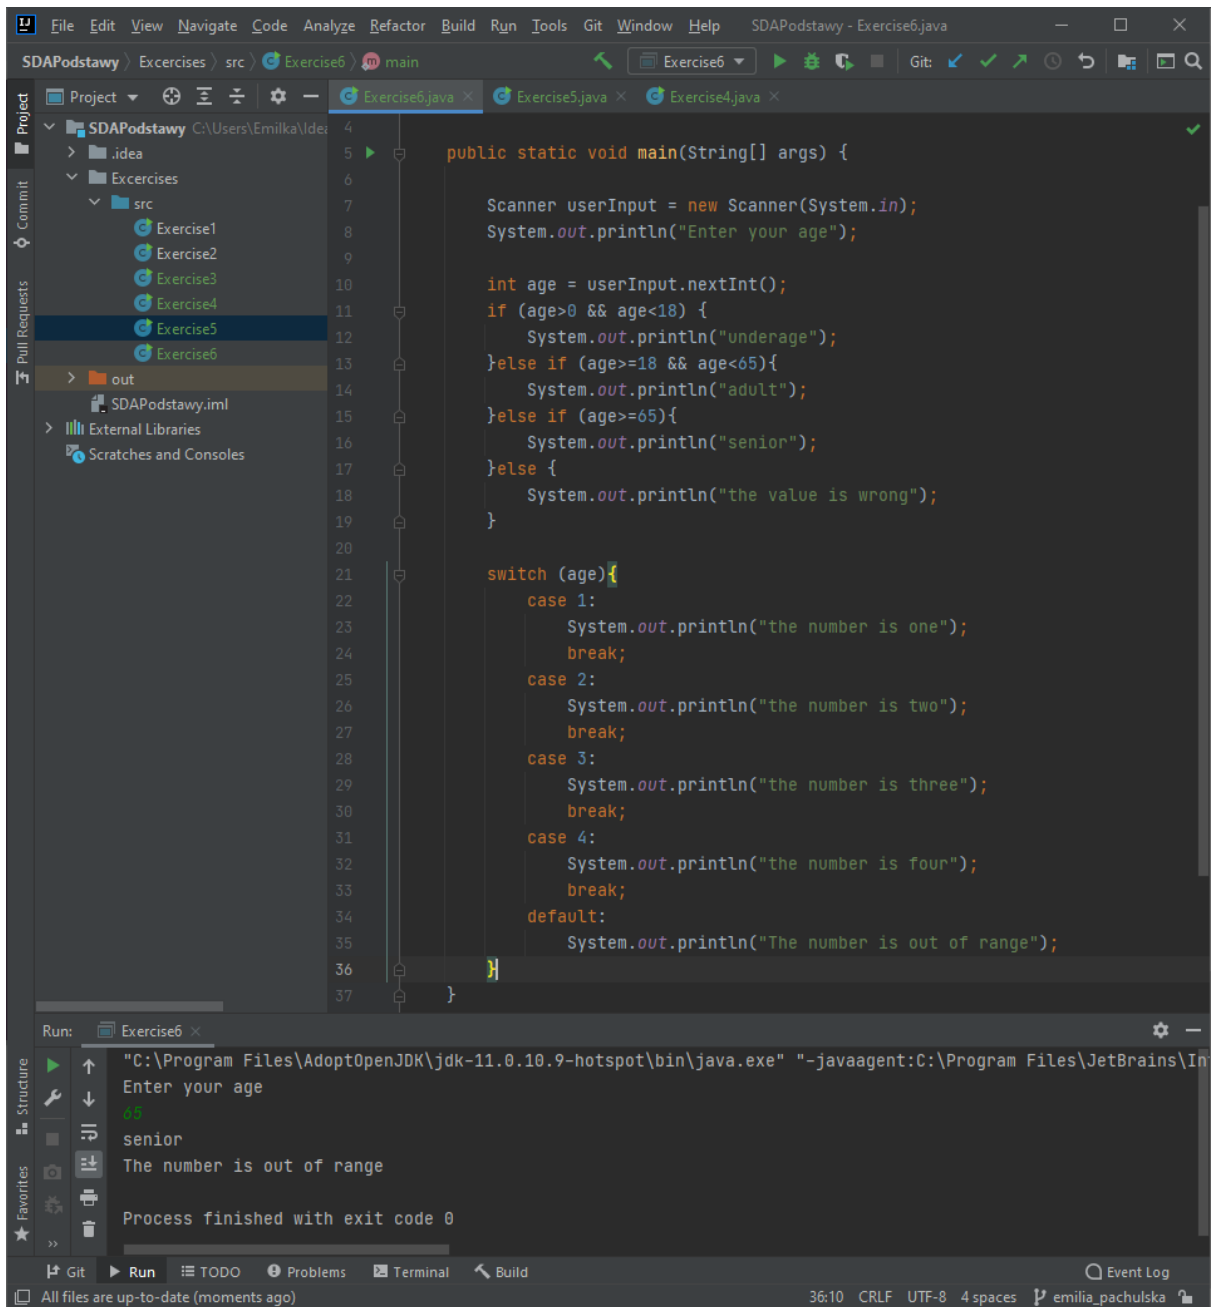 File Edit View Navigate Code Analyze Refactor Build Run Tools Git Window Help SDAPodstawy - Exercise6.java
SDAPodstawy Excercises src Exercise6 main Exercise6 Git:
Project Exercise6.java Exercise5.java Exercise4.java
Project
Commit
Pull Requests
SDAPodstawy C:\Users\Emilka\Idea
.idea
Excercises
src
Exercise1
Exercise2
Exercise3
Exercise4
Exercise5
Exercise6
out
SDAPodstawy.iml
External Libraries
Scratches and Consoles
4
5 public static void main(String[] args) {
6
7 Scanner userInput = new Scanner(System.in);
8 System.out.println("Enter your age");
9
10 int age = userInput.nextInt();
11 if (age>0 && age<18) {
12 System.out.println("underage");
13 }else if (age>=18 && age<65){
14 System.out.println("adult");
15 }else if (age>=65){
16 System.out.println("senior");
17 }else {
18 System.out.println("the value is wrong");
19 }
20
21 switch (age){
22 case 1:
23 System.out.println("the number is one");
24 break;
25 case 2:
26 System.out.println("the number is two");
27 break;
28 case 3:
29 System.out.println("the number is three");
30 break;
31 case 4:
32 System.out.println("the number is four");
33 break;
34 default:
35 System.out.println("The number is out of range");
36 }
37 }
Run: Exercise6
Structure
Favorites
"C:\Program Files\AdoptOpenJDK\jdk-11.0.10.9-hotspot\bin\java.exe" "-javaagent:C:\Program Files\JetBrains\In
Enter your age
65
senior
The number is out of range
Process finished with exit code 0
Git Run TODO Problems Terminal Build Event Log
All files are up-to-date (moments ago) 36:10 CRLF UTF-8 4 spaces emilia_pachulska